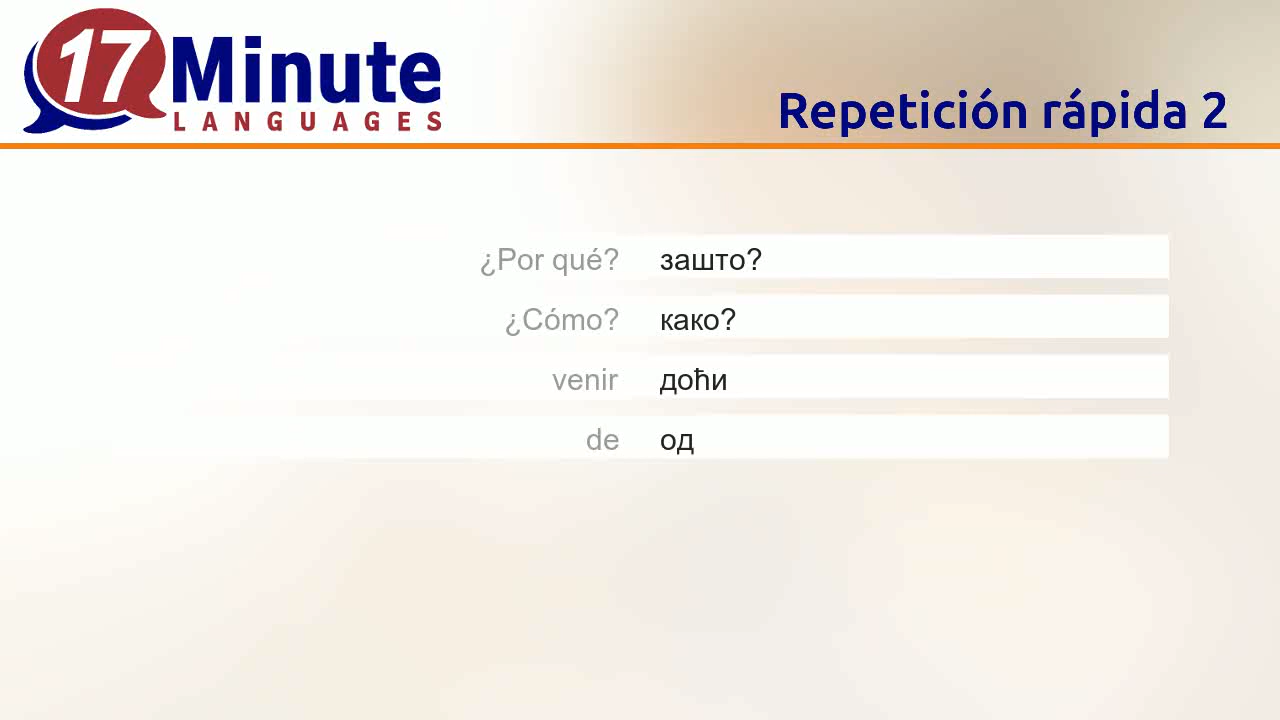 17 Minute
LANGUAGES
Repetición rápida 2
¿Por qué? зашто?
¿Cómo? како?
venir доћи
de од